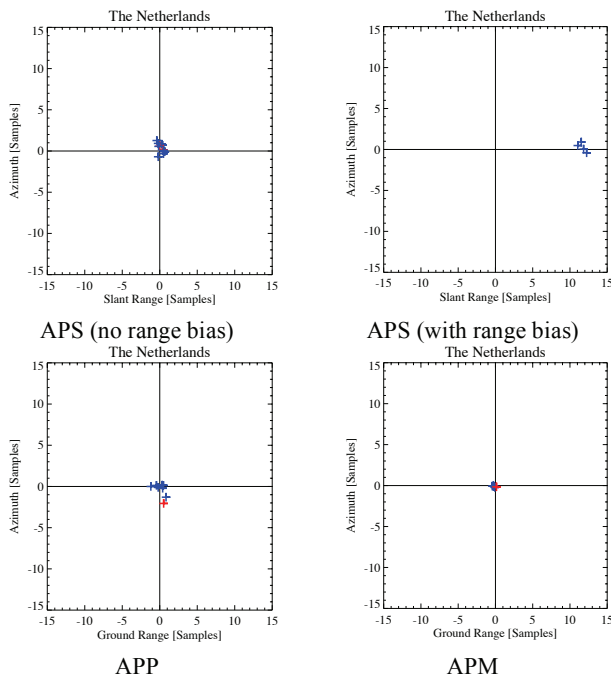 The Netherlands
15
10
5
0
-5
-10
-15
Azimuth [Samples]
-15 -10 -5 0 5 10 15
Slant Range [Samples]
APS (no range bias)
The Netherlands
15
10
5
0
-5
-10
-15
Azimuth [Samples]
-15 -10 -5 0 5 10 15
Slant Range [Samples]
APS (with range bias)
The Netherlands
15
10
5
0
-5
-10
-15
Azimuth [Samples]
-15 -10 -5 0 5 10 15
Ground Range [Samples]
APP
The Netherlands
15
10
5
0
-5
-10
-15
Azimuth [Samples]
-15 -10 -5 0 5 10 15
Ground Range [Samples]
APM